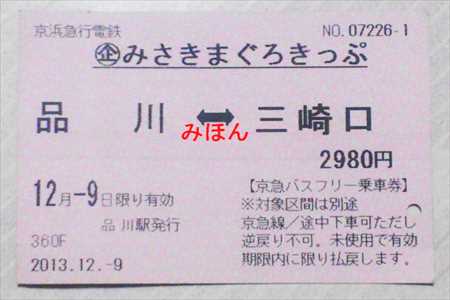 京浜急行電鉄 NO.07226-1
㊭みさきまぐろきっぷ
品川 ⬌ 三崎口
みほん
2980円
12月-9日限り有効
品川駅発行
360F
2013.12.-9
【京急バスフリー乗車券】
※対象区間は別途
京急線/途中下車可ただし
逆戻り不可。未使用で有効
期限内に限り払戻します。